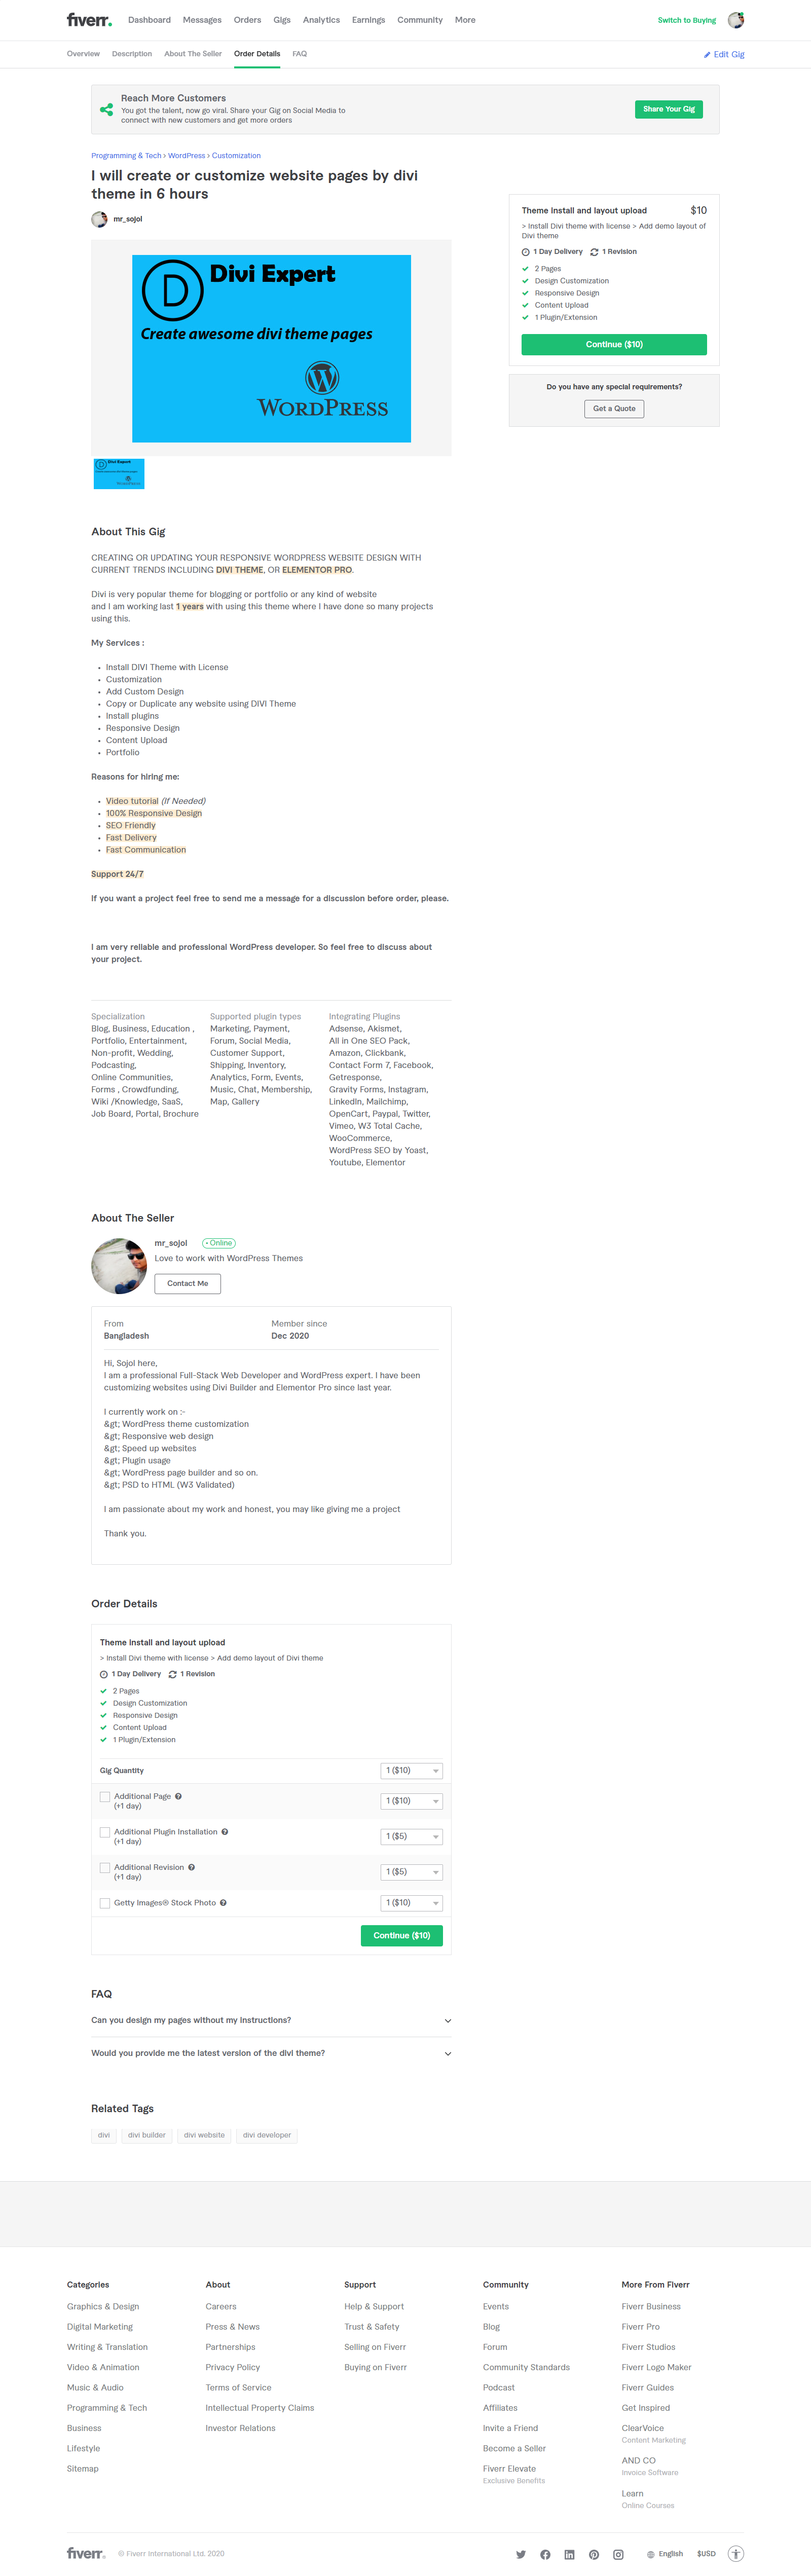 fiverr.
Dashboard Messages Orders Gigs Analytics Earnings Community More
Switch to Buying
Overview Description About The Seller Order Details FAQ
Edit Gig
Reach More Customers
You got the talent, now go viral. Share your Gig on Social Media to
connect with new customers and get more orders
Share Your Gig
Programming & Tech › WordPress › Customization
I will create or customize website pages by divi
theme in 6 hours
mr_sojol
D Divi Expert
Create awesome divi theme pages
WORDPRESS
Theme install and layout upload $10
> Install Divi theme with license > Add demo layout of
Divi theme
1 Day Delivery 1 Revision
2 Pages
Design Customization
Responsive Design
Content Upload
1 Plugin/Extension
Continue ($10)
Do you have any special requirements?
Get a Quote
D Divi Expert
About This Gig
CREATING OR UPDATING YOUR RESPONSIVE WORDPRESS WEBSITE DESIGN WITH
CURRENT TRENDS INCLUDING DIVI THEME, OR ELEMENTOR PRO.
Divi is very popular theme for blogging or portfolio or any kind of website
and I am working last 1 years with using this theme where I have done so many projects
using this.
My Services :
• Install DIVI Theme with License
• Customization
• Add Custom Design
• Copy or Duplicate any website using DIVI Theme
• Install plugins
• Responsive Design
• Content Upload
• Portfolio
Reasons for hiring me:
• Video tutorial (If Needed)
• 100% Responsive Design
• SEO Friendly
• Fast Delivery
• Fast Communication
Support 24/7
If you want a project feel free to send me a message for a discussion before order, please.
I am very reliable and professional WordPress developer. So feel free to discuss about
your project.
Specialization
Blog, Business, Education ,
Portfolio, Entertainment,
Non-profit, Wedding,
Podcasting,
Online Communities,
Forms , Crowdfunding,
Wiki /Knowledge, SaaS,
Job Board, Portal, Brochure
Supported plugin types
Marketing, Payment,
Forum, Social Media,
Customer Support,
Shipping, Inventory,
Analytics, Form, Events,
Music, Chat, Membership,
Map, Gallery
Integrating Plugins
Adsense, Akismet,
All in One SEO Pack,
Amazon, Clickbank,
Contact Form 7, Facebook,
Getresponse,
Gravity Forms, Instagram,
LinkedIn, Mailchimp,
OpenCart, Paypal, Twitter,
Vimeo, W3 Total Cache,
WooCommerce,
WordPress SEO by Yoast,
Youtube, Elementor
About The Seller
mr_sojol • Online
Love to work with WordPress Themes
Contact Me
From
Bangladesh
Member since
Dec 2020
Hi, Sojol here,
I am a professional Full-Stack Web Developer and WordPress expert. I have been
customizing websites using Divi Builder and Elementor Pro since last year.
I currently work on :-
&gt; WordPress theme customization
&gt; Responsive web design
&gt; Speed up websites
&gt; Plugin usage
&gt; WordPress page builder and so on.
&gt; PSD to HTML (W3 Validated)
I am passionate about my work and honest, you may like giving me a project
Thank you.
Order Details
Theme install and layout upload
> Install Divi theme with license > Add demo layout of Divi theme
1 Day Delivery 1 Revision
2 Pages
Design Customization
Responsive Design
Content Upload
1 Plugin/Extension
Gig Quantity 1 ($10)
Additional Page
(+1 day) 1 ($10)
Additional Plugin Installation
(+1 day) 1 ($5)
Additional Revision
(+1 day) 1 ($5)
Getty Images® Stock Photo 1 ($10)
Continue ($10)
FAQ
Can you design my pages without my instructions?
Would you provide me the latest version of the divi theme?
Related Tags
divi divi builder divi website divi developer
Categories
Graphics & Design
Digital Marketing
Writing & Translation
Video & Animation
Music & Audio
Programming & Tech
Business
Lifestyle
Sitemap
About
Careers
Press & News
Partnerships
Privacy Policy
Terms of Service
Intellectual Property Claims
Investor Relations
Support
Help & Support
Trust & Safety
Selling on Fiverr
Buying on Fiverr
Community
Events
Blog
Forum
Community Standards
Podcast
Affiliates
Invite a Friend
Become a Seller
Fiverr Elevate
Exclusive Benefits
More From Fiverr
Fiverr Business
Fiverr Pro
Fiverr Studios
Fiverr Logo Maker
Fiverr Guides
Get Inspired
ClearVoice
Content Marketing
AND CO
Invoice Software
Learn
Online Courses
fiverr. © Fiverr International Ltd. 2020
English $USD